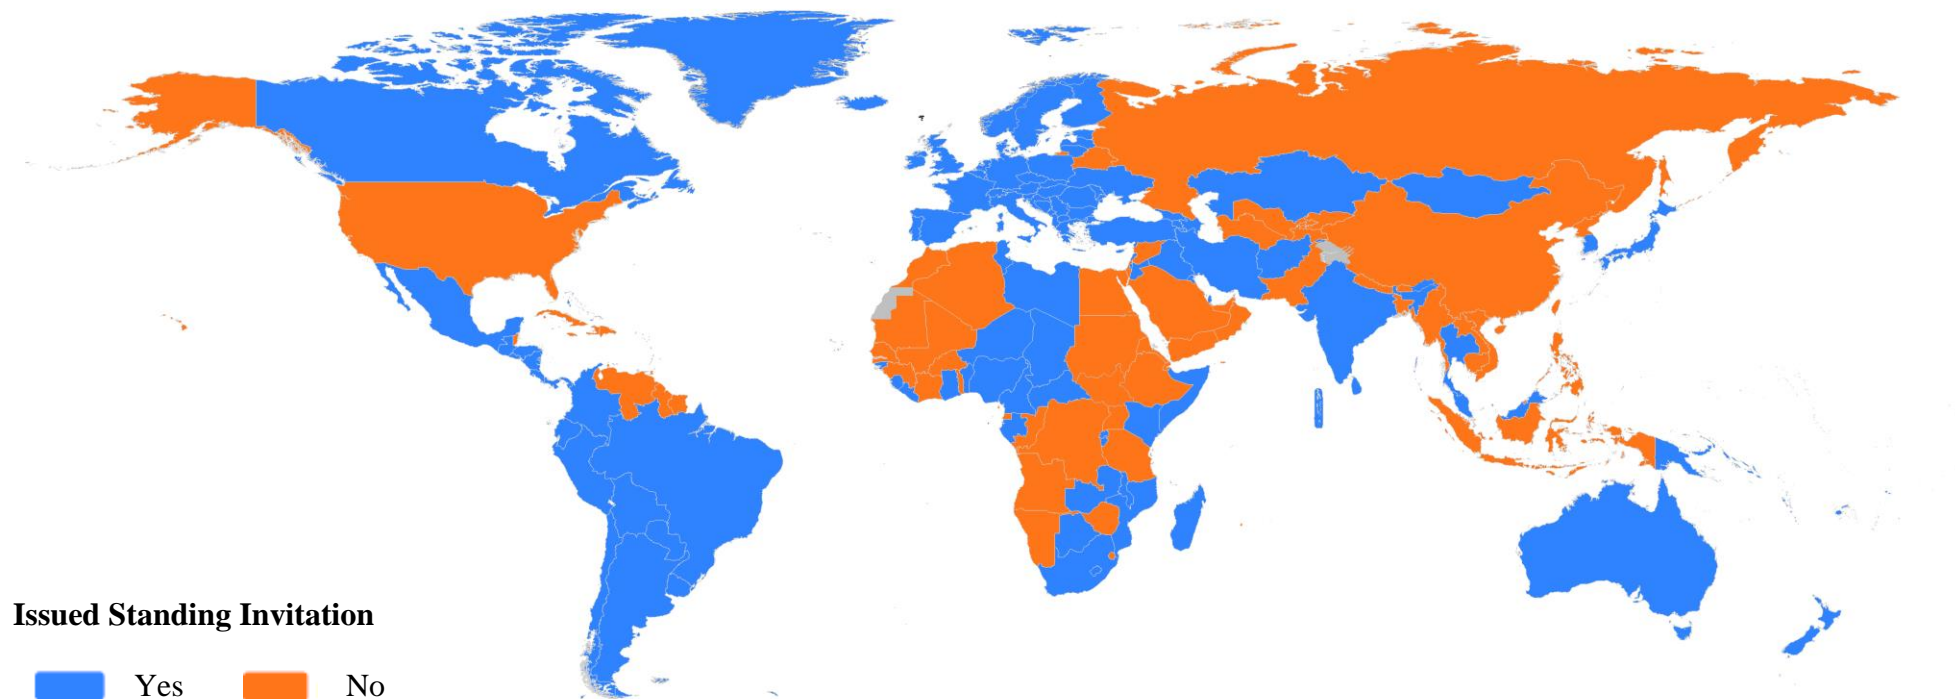 Issued Standing Invitation
Yes No